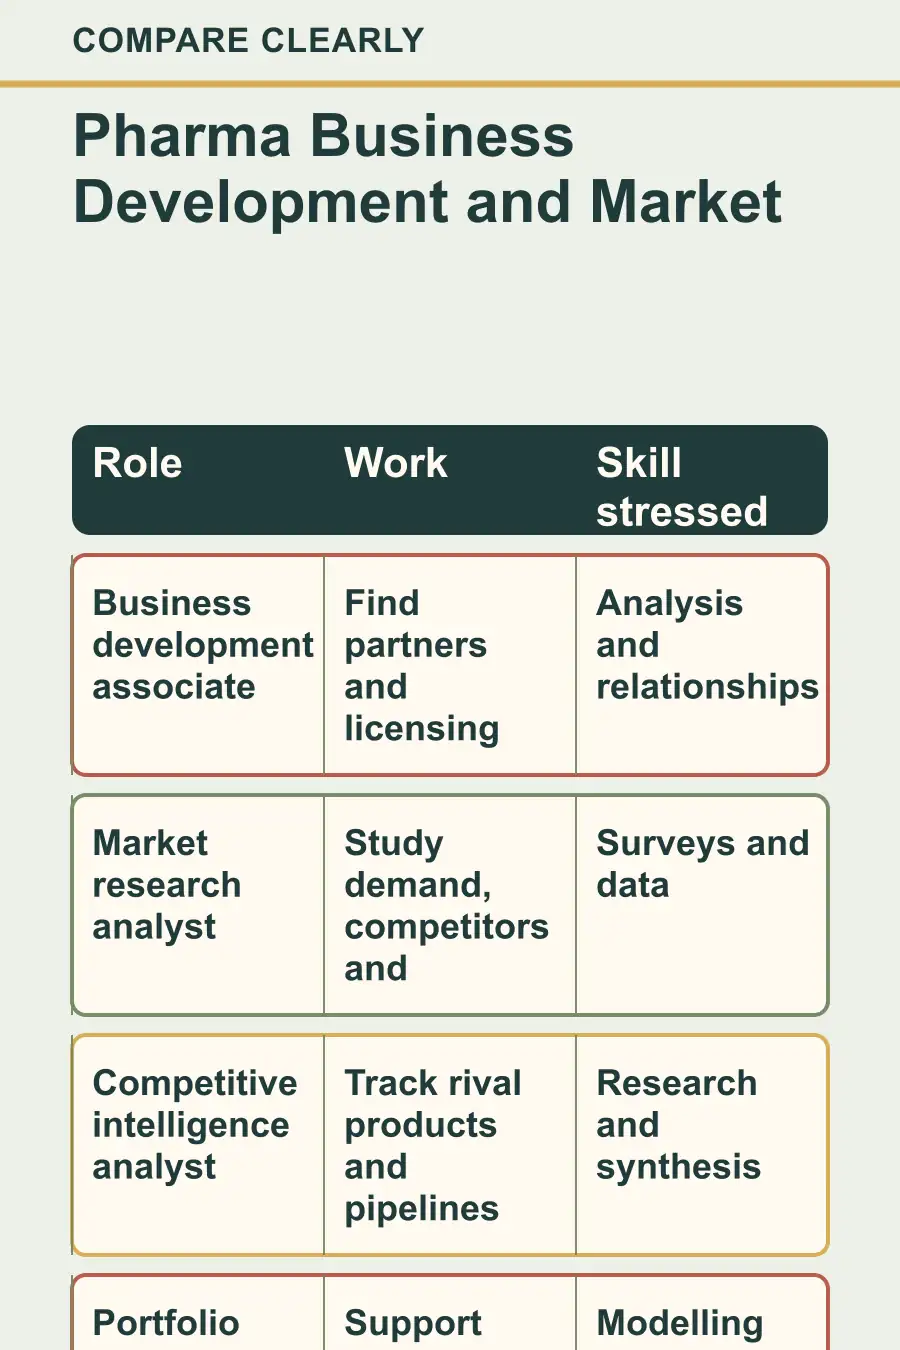 COMPARE CLEARLY
Pharma Business
Development and Market
Role
Work
Skill
stressed
Business
development
associate
Find
partners
and
licensing
Analysis
and
relationships
Market
research
analyst
Study
demand,
competitors
and
Surveys and
data
Competitive
intelligence
analyst
Track rival
products
and
pipelines
Research
and
synthesis
Portfolio
Support
Modelling